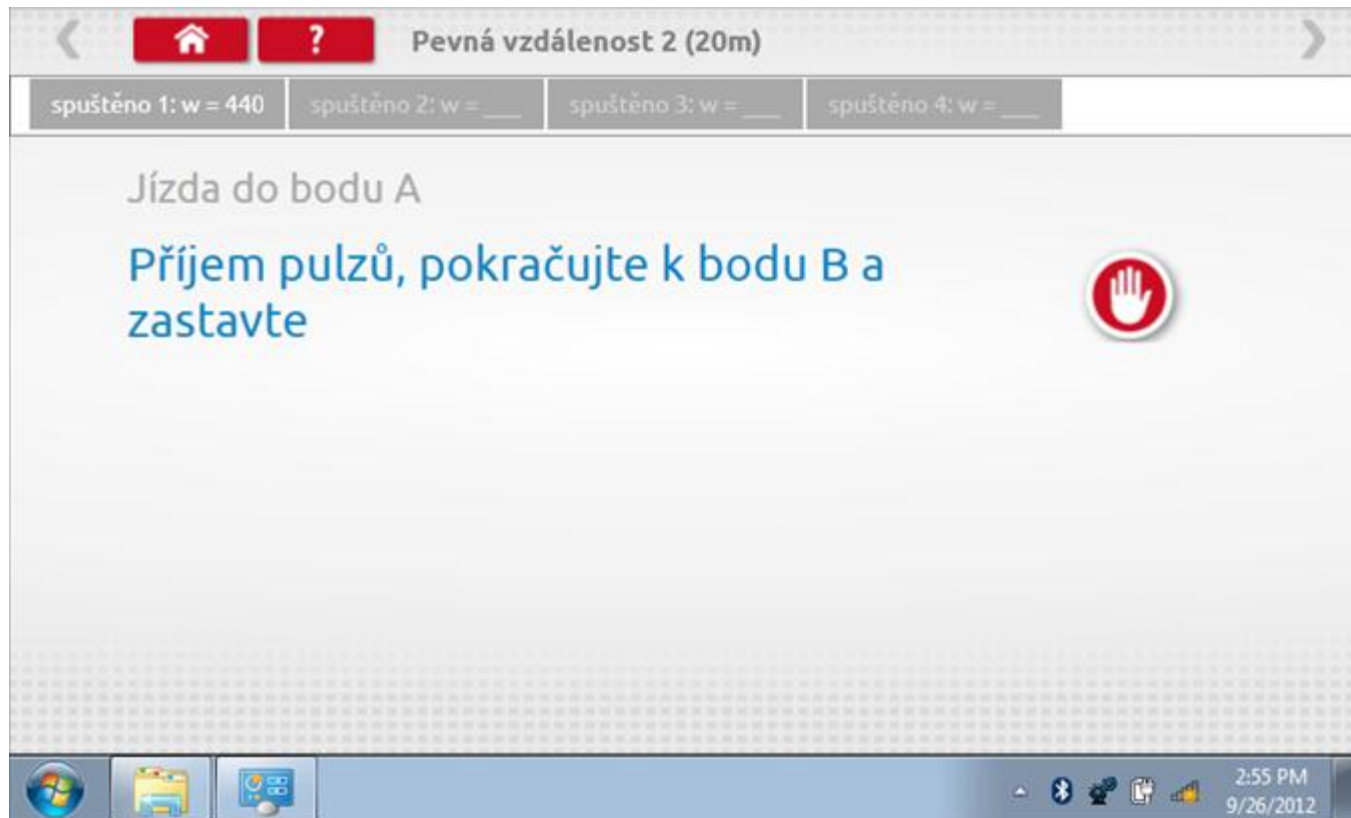 ? Pevná vzdálenost 2 (20m)
spuštěno 1: w = 440 spuštěno 2: w = ___ spuštěno 3: w = ___ spuštěno 4: w = ___
Jízda do bodu A
Příjem pulzů, pokračujte k bodu B a
zastavte
2:55 PM
9/26/2012